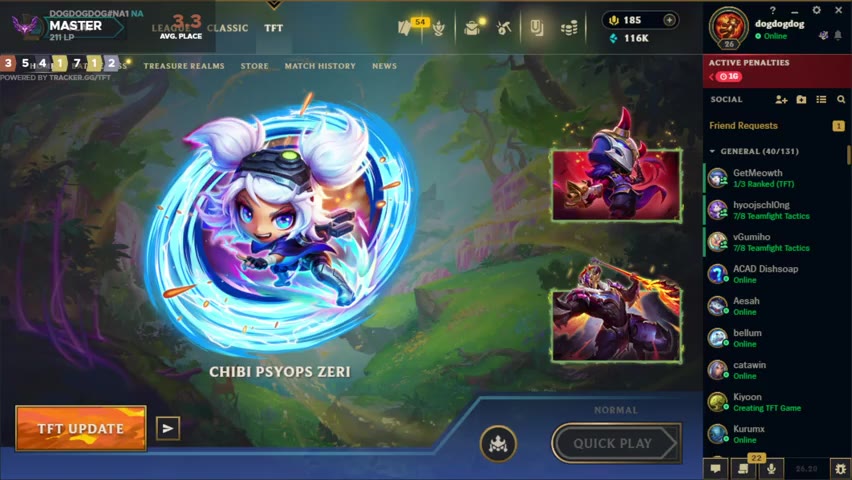 DOGDOGDOG#NA1 NA
MASTER
211 LP
3.3
AVG. PLACE
3 5 4 1 7 1 2
POWERED BY TRACKER.GG/TFT
LEAGUE CLASSIC TFT
54
185
116K
TREASURE REALMS STORE MATCH HISTORY NEWS
CHIBI PSYOPS ZERI
TFT UPDATE
NORMAL
QUICK PLAY
26
dogdogdog
Online
ACTIVE PENALTIES
16
SOCIAL
Friend Requests 1
GENERAL (40/131)
GetMeowth
1/3 Ranked (TFT)
hyoojschl0ng
7/8 Teamfight Tactics
vGumiho
7/8 Teamfight Tactics
ACAD Dishsoap
Online
Aesah
Online
bellum
Online
catawin
Online
Kiyoon
Creating TFT Game
Kurumx
Online
22